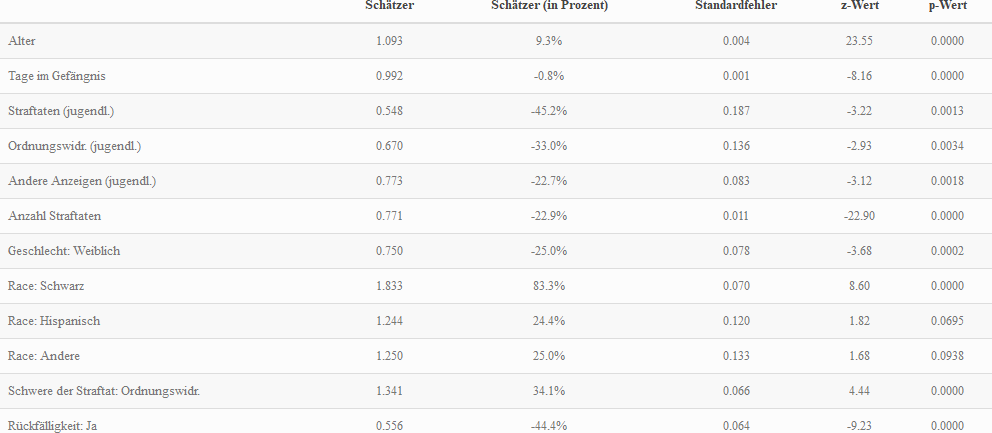 Schätzer Schätzer (in Prozent) Standardfehler z-Wert p-Wert
Alter 1.093 9.3% 0.004 23.55 0.0000
Tage im Gefängnis 0.992 -0.8% 0.001 -8.16 0.0000
Straftaten (jugendl.) 0.548 -45.2% 0.187 -3.22 0.0013
Ordnungswidr. (jugendl.) 0.670 -33.0% 0.136 -2.93 0.0034
Andere Anzeigen (jugendl.) 0.773 -22.7% 0.083 -3.12 0.0018
Anzahl Straftaten 0.771 -22.9% 0.011 -22.90 0.0000
Geschlecht: Weiblich 0.750 -25.0% 0.078 -3.68 0.0002
Race: Schwarz 1.833 83.3% 0.070 8.60 0.0000
Race: Hispanisch 1.244 24.4% 0.120 1.82 0.0695
Race: Andere 1.250 25.0% 0.133 1.68 0.0938
Schwere der Straftat: Ordnungswidr. 1.341 34.1% 0.066 4.44 0.0000
Rückfälligkeit: Ja 0.556 -44.4% 0.064 -9.23 0.0000